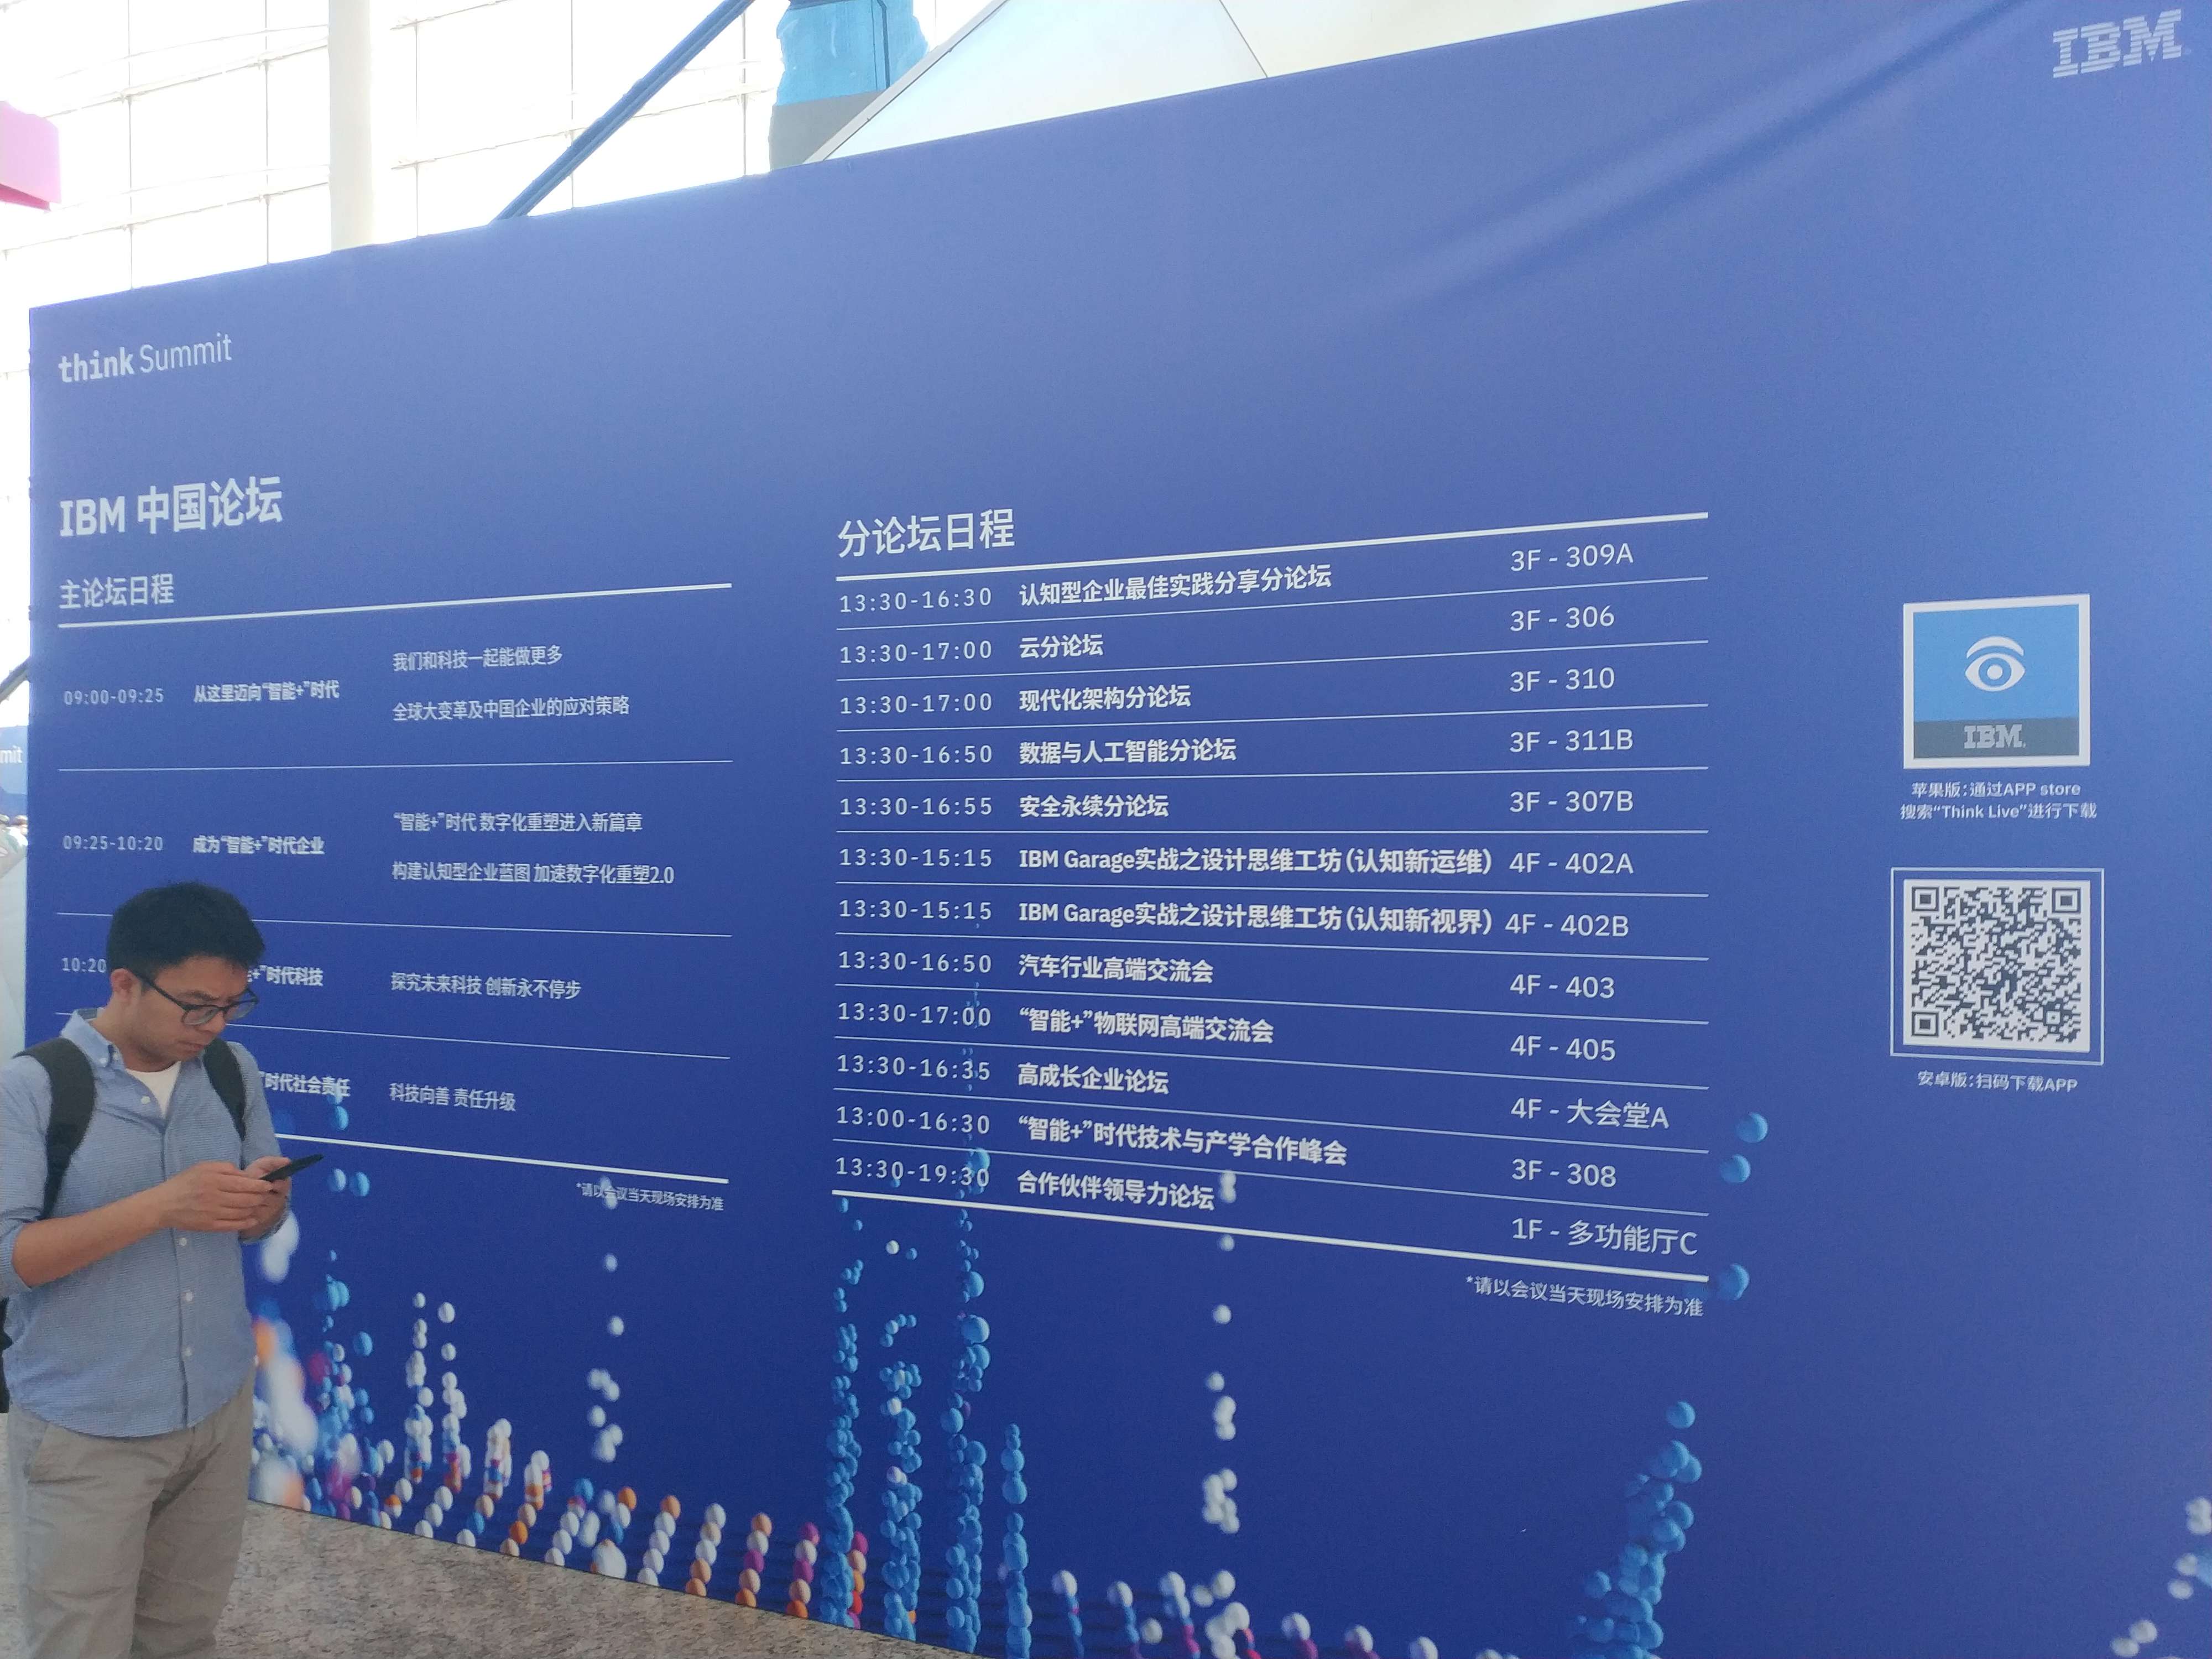 IBM
think Summit
IBM 中国论坛
主论坛日程
09:00-09:25 从这里迈向“智能+”时代 我们和科技一起能做更多
全球大变革及中国企业的应对策略
09:25-10:20 成为“智能+”时代企业 “智能+”时代 数字化重塑进入新篇章
构建认知型企业蓝图 加速数字化重塑2.0
10:20 +”时代科技 探究未来科技 创新永不停步
”时代社会责任 科技向善 责任升级
*请以会议当天现场安排为准
分论坛日程
13:30-16:30 认知型企业最佳实践分享分论坛 3F - 309A
13:30-17:00 云分论坛 3F - 306
13:30-17:00 现代化架构分论坛 3F - 310
13:30-16:50 数据与人工智能分论坛 3F - 311B
13:30-16:55 安全永续分论坛 3F - 307B
13:30-15:15 IBM Garage实战之设计思维工坊(认知新运维) 4F - 402A
13:30-15:15 IBM Garage实战之设计思维工坊(认知新视界) 4F - 402B
13:30-16:50 汽车行业高端交流会 4F - 403
13:30-17:00 “智能+”物联网高端交流会 4F - 405
13:30-16:35 高成长企业论坛 4F - 大会堂A
13:00-16:30 “智能+”时代技术与产学合作峰会 3F - 308
13:30-19:30 合作伙伴领导力论坛 1F - 多功能厅C
*请以会议当天现场安排为准
IBM
苹果版:通过APP store
搜索“Think Live”进行下载
安卓版:扫码下载APP
mit